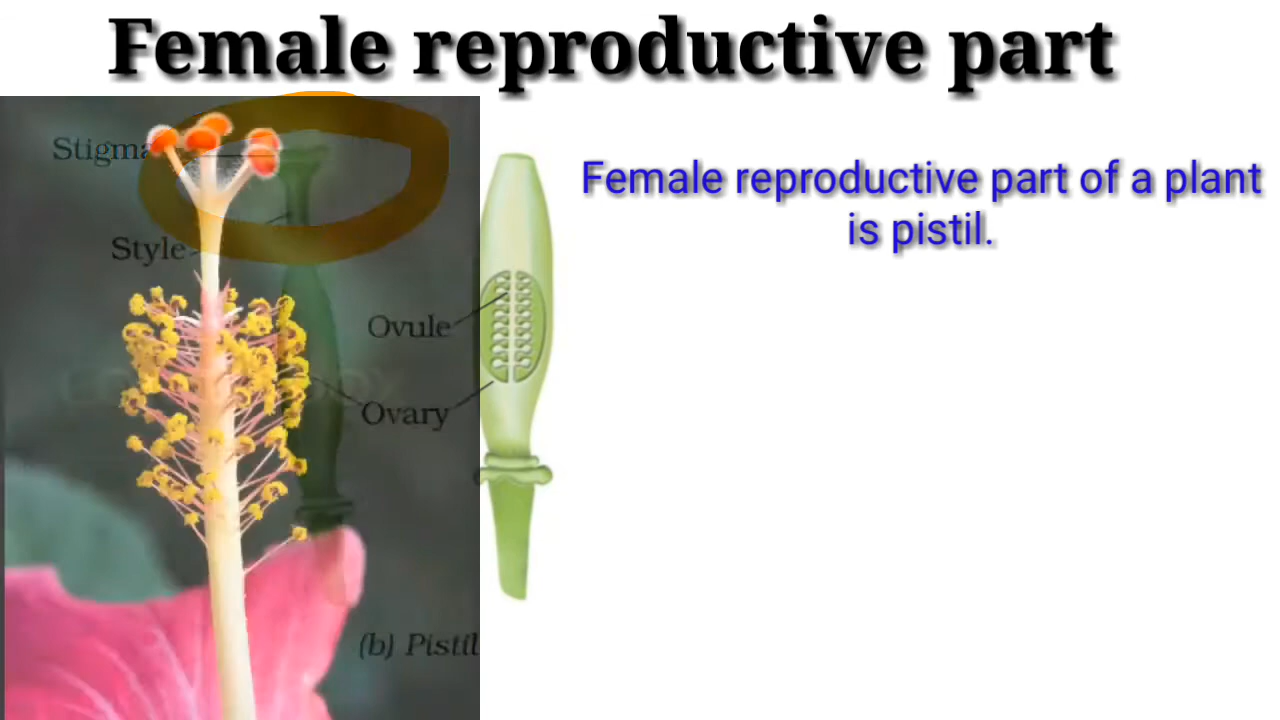 Female reproductive part
Female reproductive part of a plant
is pistil.
Stigma
Style
Ovule
Ovary
(b) Pistil